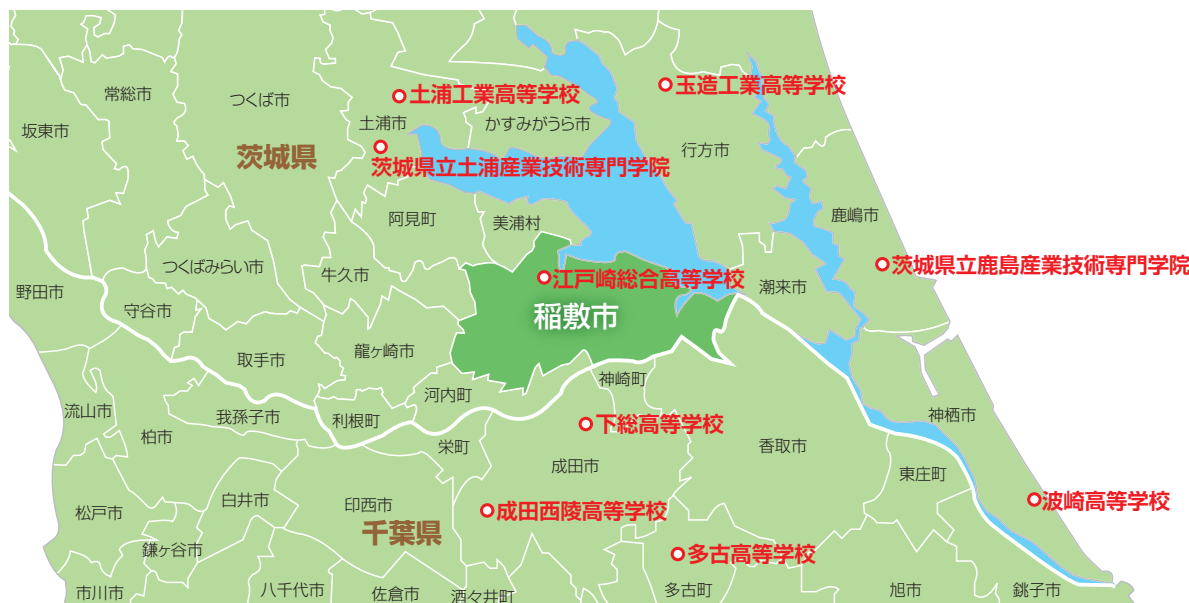 常総市
つくば市
土浦工業高等学校
玉造工業高等学校
坂東市
土浦市
かすみがうら市
茨城県
行方市
茨城県立土浦産業技術専門学院
阿見町
美浦村
鹿嶋市
つくばみらい市
牛久市
江戸崎総合高等学校
茨城県立鹿島産業技術専門学院
野田市
潮来市
守谷市
稲敷市
取手市
龍ヶ崎市
神崎町
河内町
流山市
我孫子市
利根町
下総高等学校
神栖市
柏市
栄町
成田市
香取市
東庄町
白井市
印西市
成田西陵高等学校
波崎高等学校
松戸市
千葉県
鎌ヶ谷市
多古高等学校
市川市
八千代市
佐倉市
酒々井町
多古町
旭市
銚子市